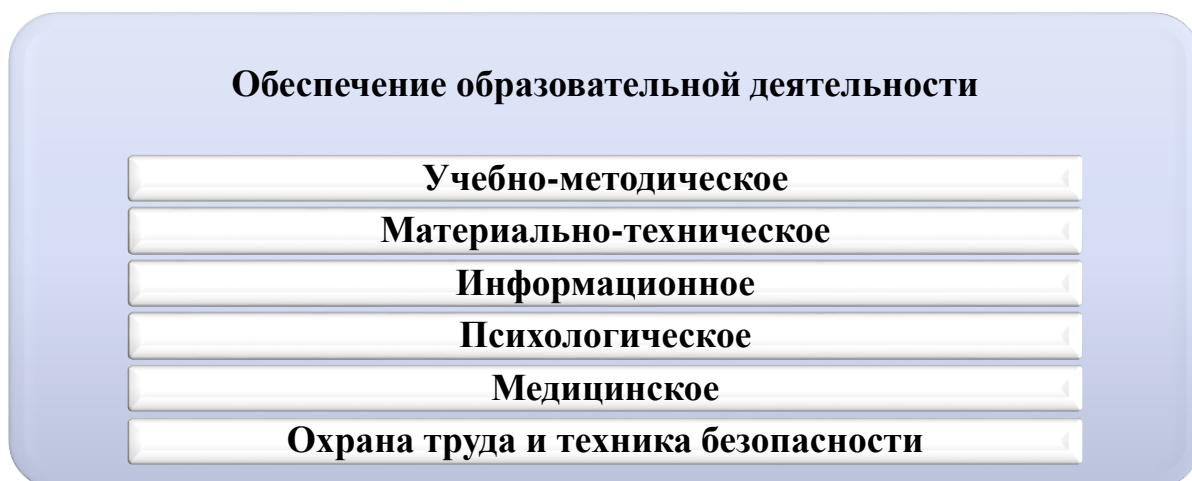 Обеспечение образовательной деятельности
Учебно-методическое
Материально-техническое
Информационное
Психологическое
Медицинское
Охрана труда и техника безопасности